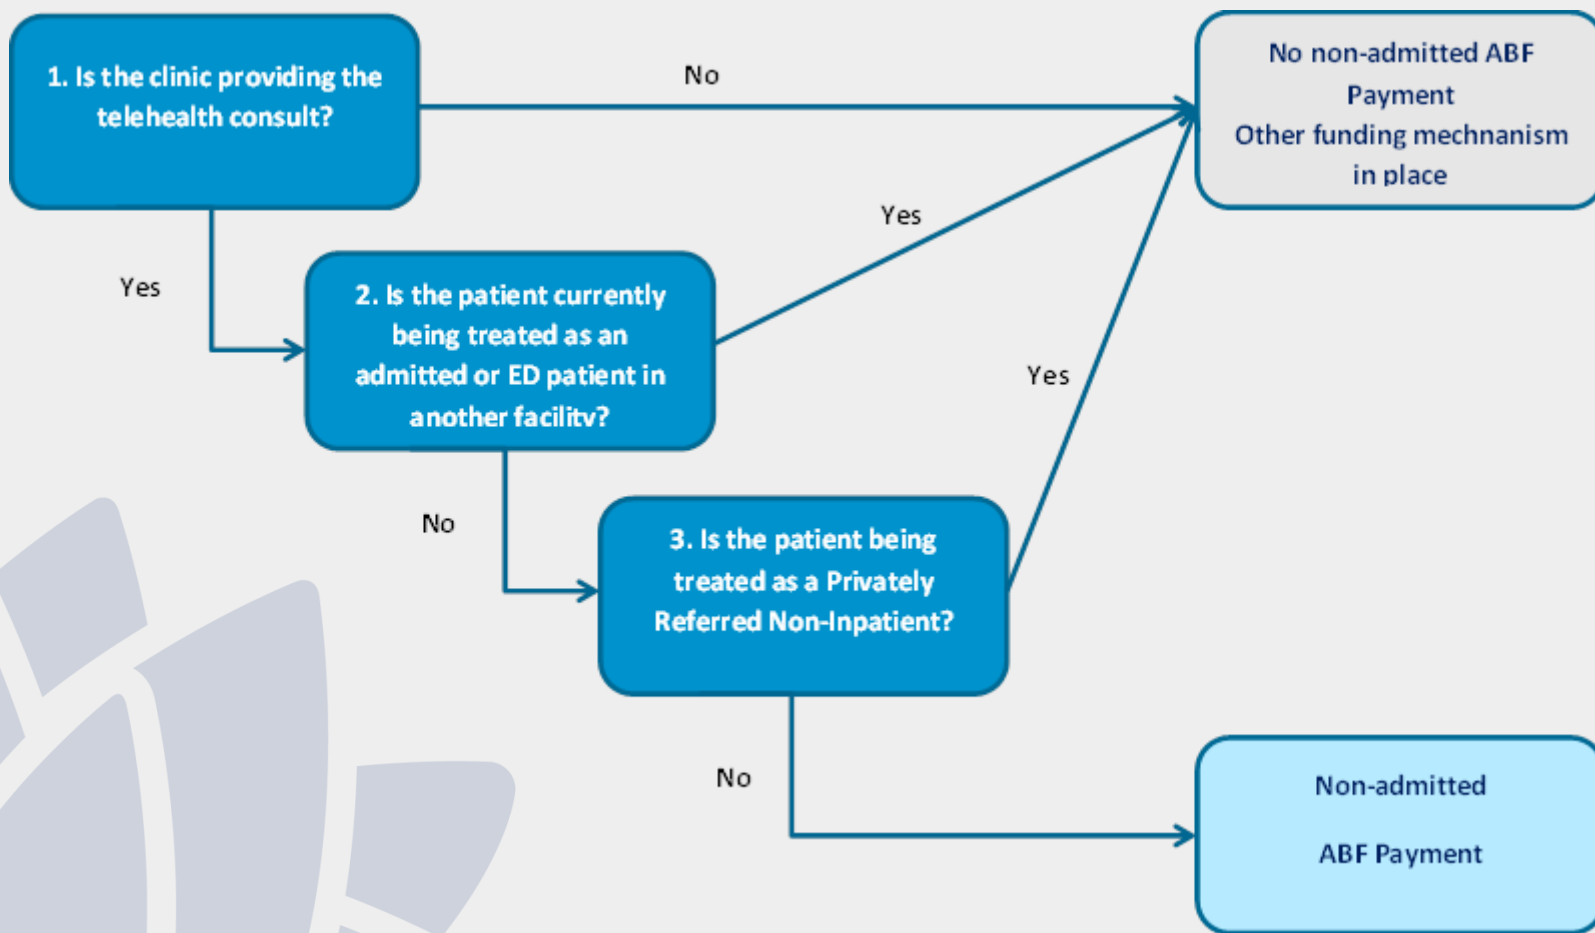 1. Is the clinic providing the
telehealth consult?
No
No non-admitted ABF
Payment
Other funding mechnanism
in place
Yes
Yes
2. Is the patient currently
being treated as an
admitted or ED patient in
another facility?
Yes
No
3. Is the patient being
treated as a Privately
Referred Non-Inpatient?
No
Non-admitted
ABF Payment